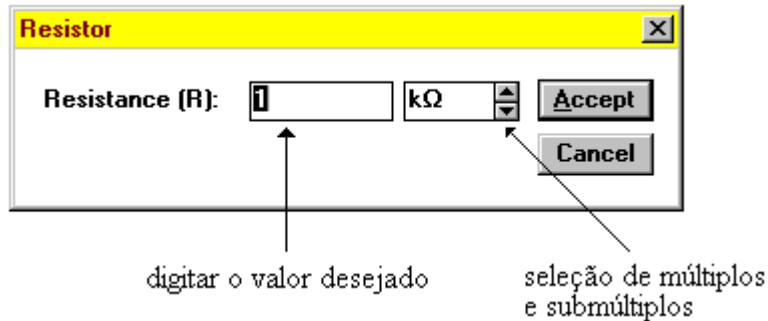 Resistor
Resistance (R): 1 kΩ Accept
Cancel
digitar o valor desejado
seleção de múltiplos
e submúltiplos